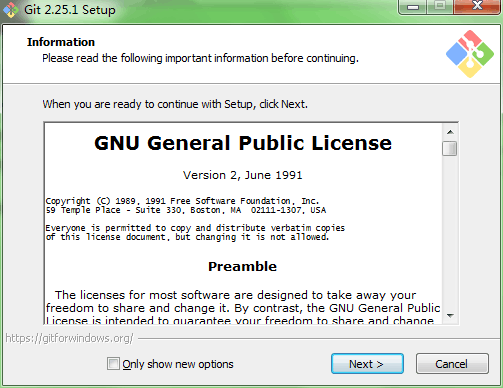 Git 2.25.1 Setup
Information
Please read the following important information before continuing.
When you are ready to continue with Setup, click Next.
GNU General Public License
Version 2, June 1991
Copyright (C) 1989, 1991 Free Software Foundation, Inc.
59 Temple Place - Suite 330, Boston, MA  02111-1307, USA
Everyone is permitted to copy and distribute verbatim copies
of this license document, but changing it is not allowed.
Preamble
The licenses for most software are designed to take away your
freedom to share and change it. By contrast, the GNU General Public
License is intended to guarantee your freedom to share and change
https://gitforwindows.org/
Only show new options
Next >
Cancel